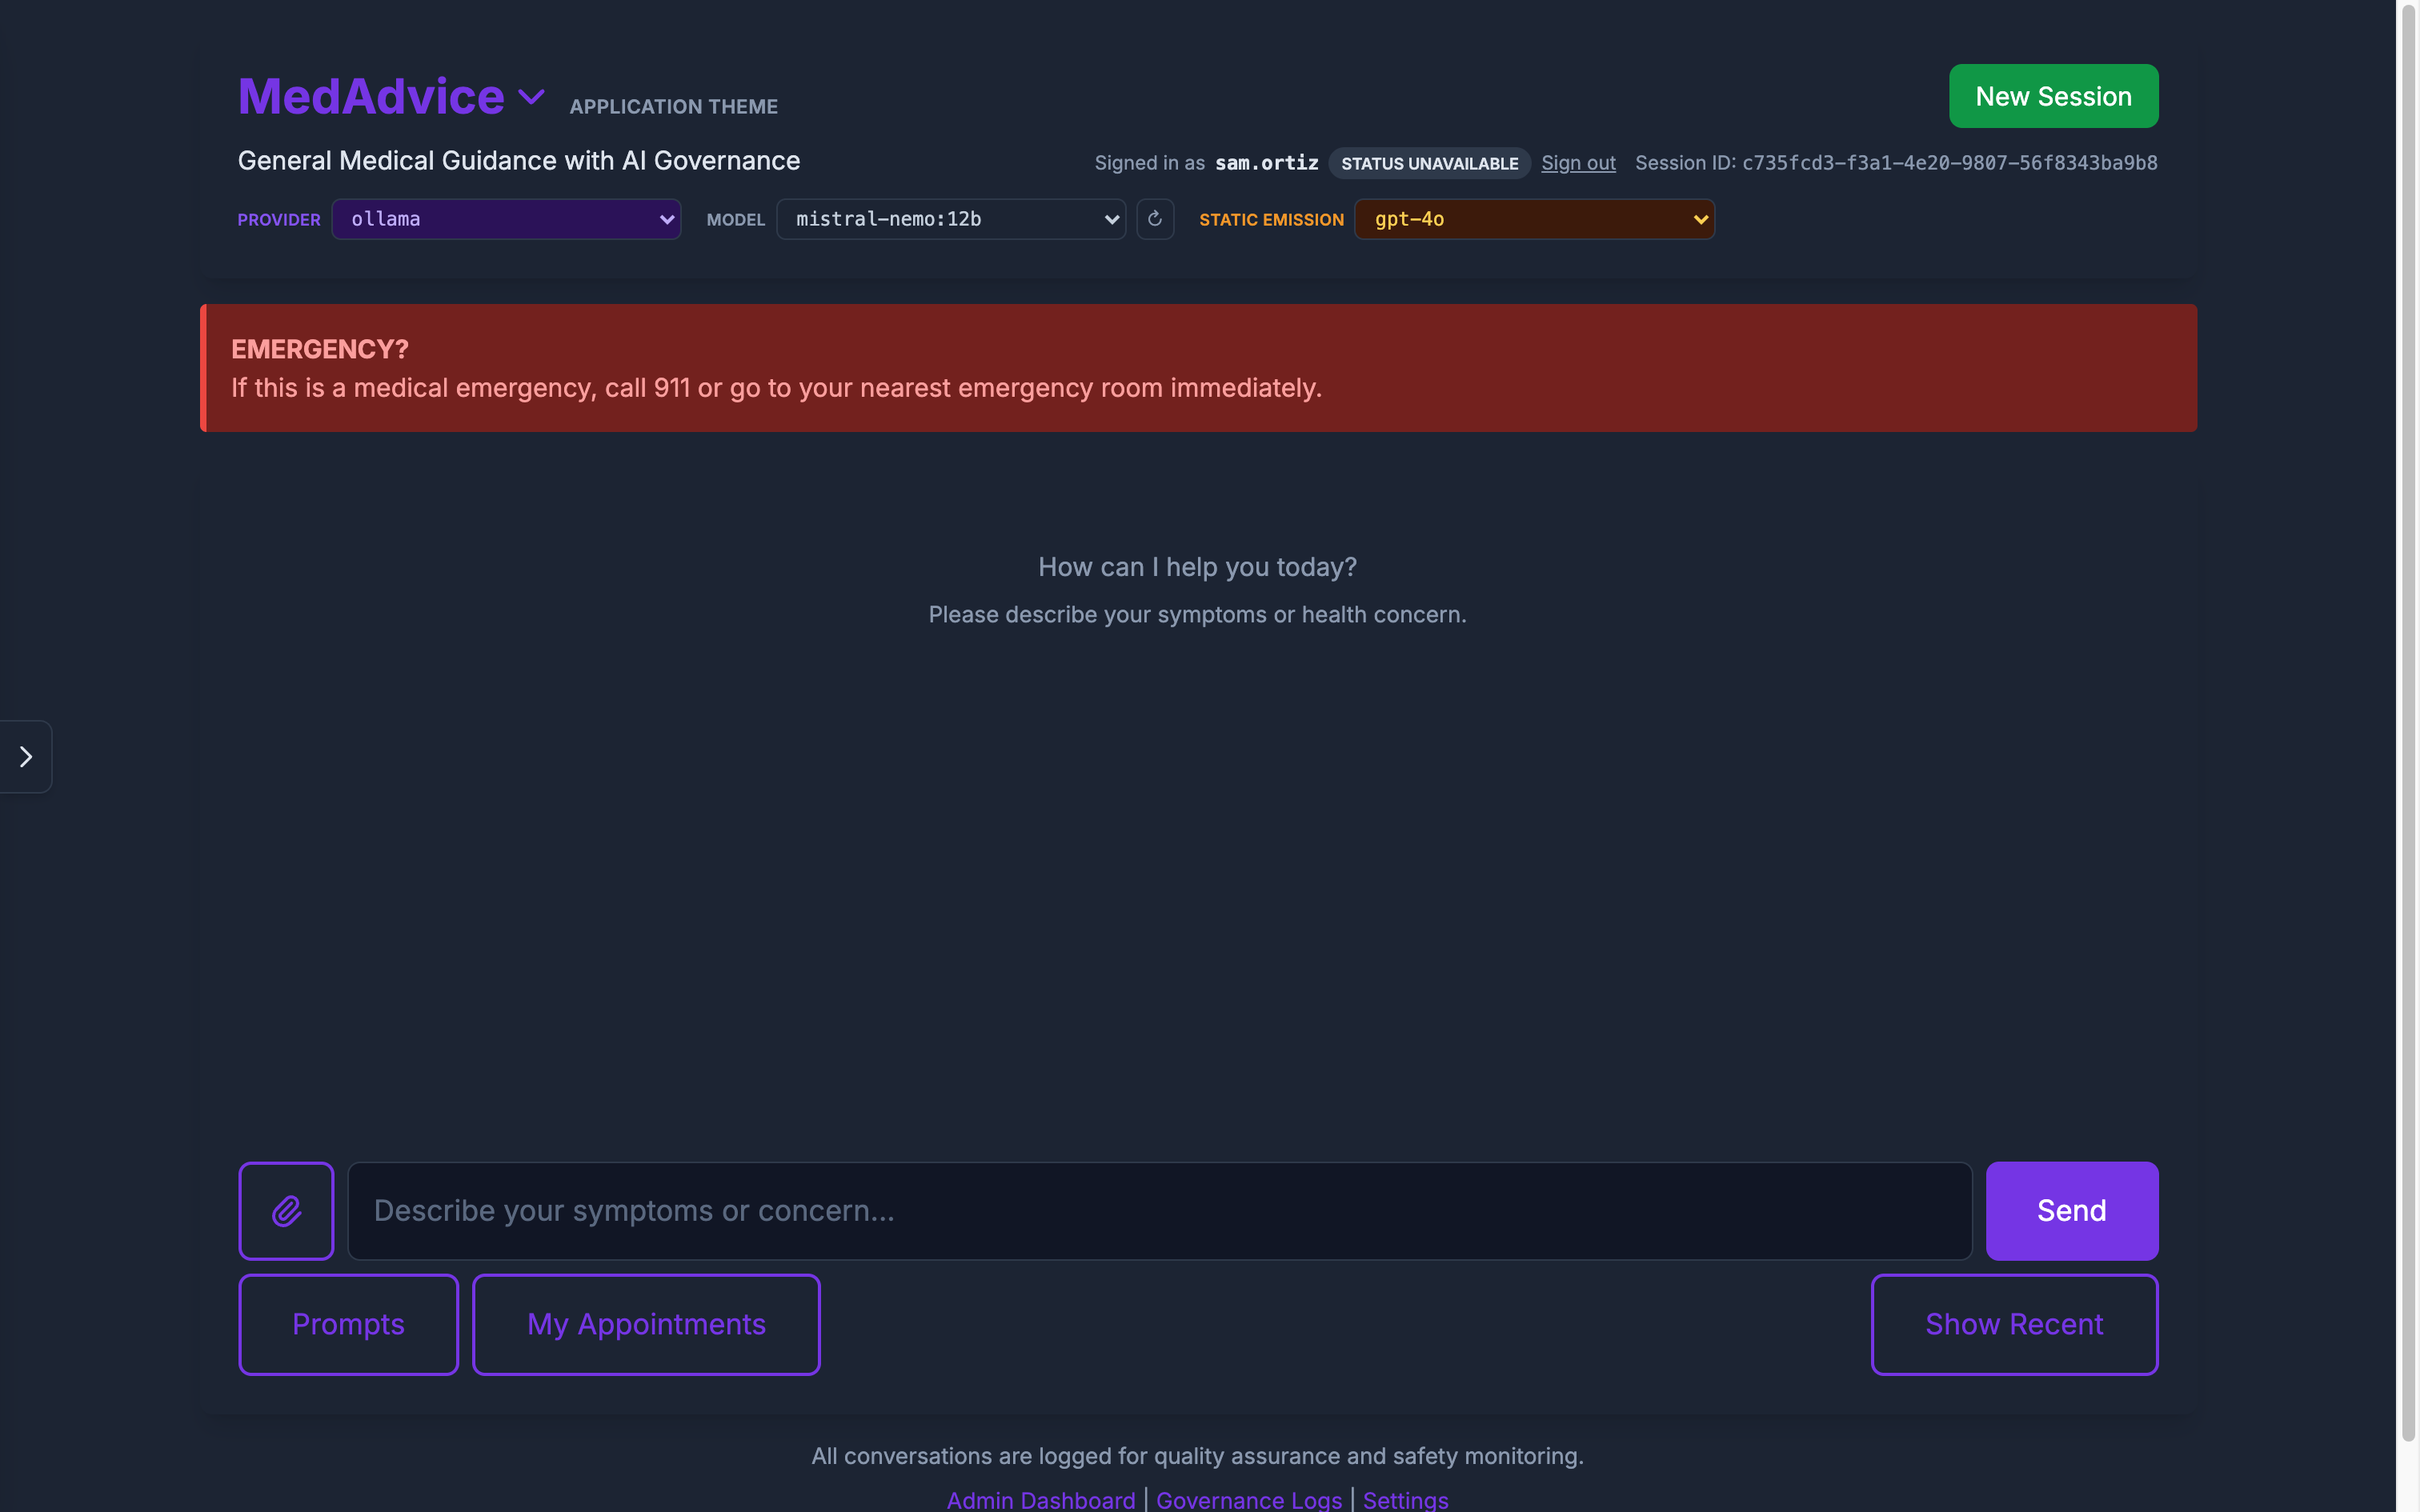 MedAdvice APPLICATION THEME
New Session
General Medical Guidance with AI Governance
Signed in as sam.ortiz STATUS UNAVAILABLE Sign out Session ID: c735fcd3-f3a1-4e20-9807-56f8343ba9b8
PROVIDER ollama MODEL mistral-nemo:12b STATIC EMISSION gpt-4o
EMERGENCY?
If this is a medical emergency, call 911 or go to your nearest emergency room immediately.
How can I help you today?
Please describe your symptoms or health concern.
Describe your symptoms or concern... Send
Prompts My Appointments Show Recent
All conversations are logged for quality assurance and safety monitoring.
Admin Dashboard | Governance Logs | Settings